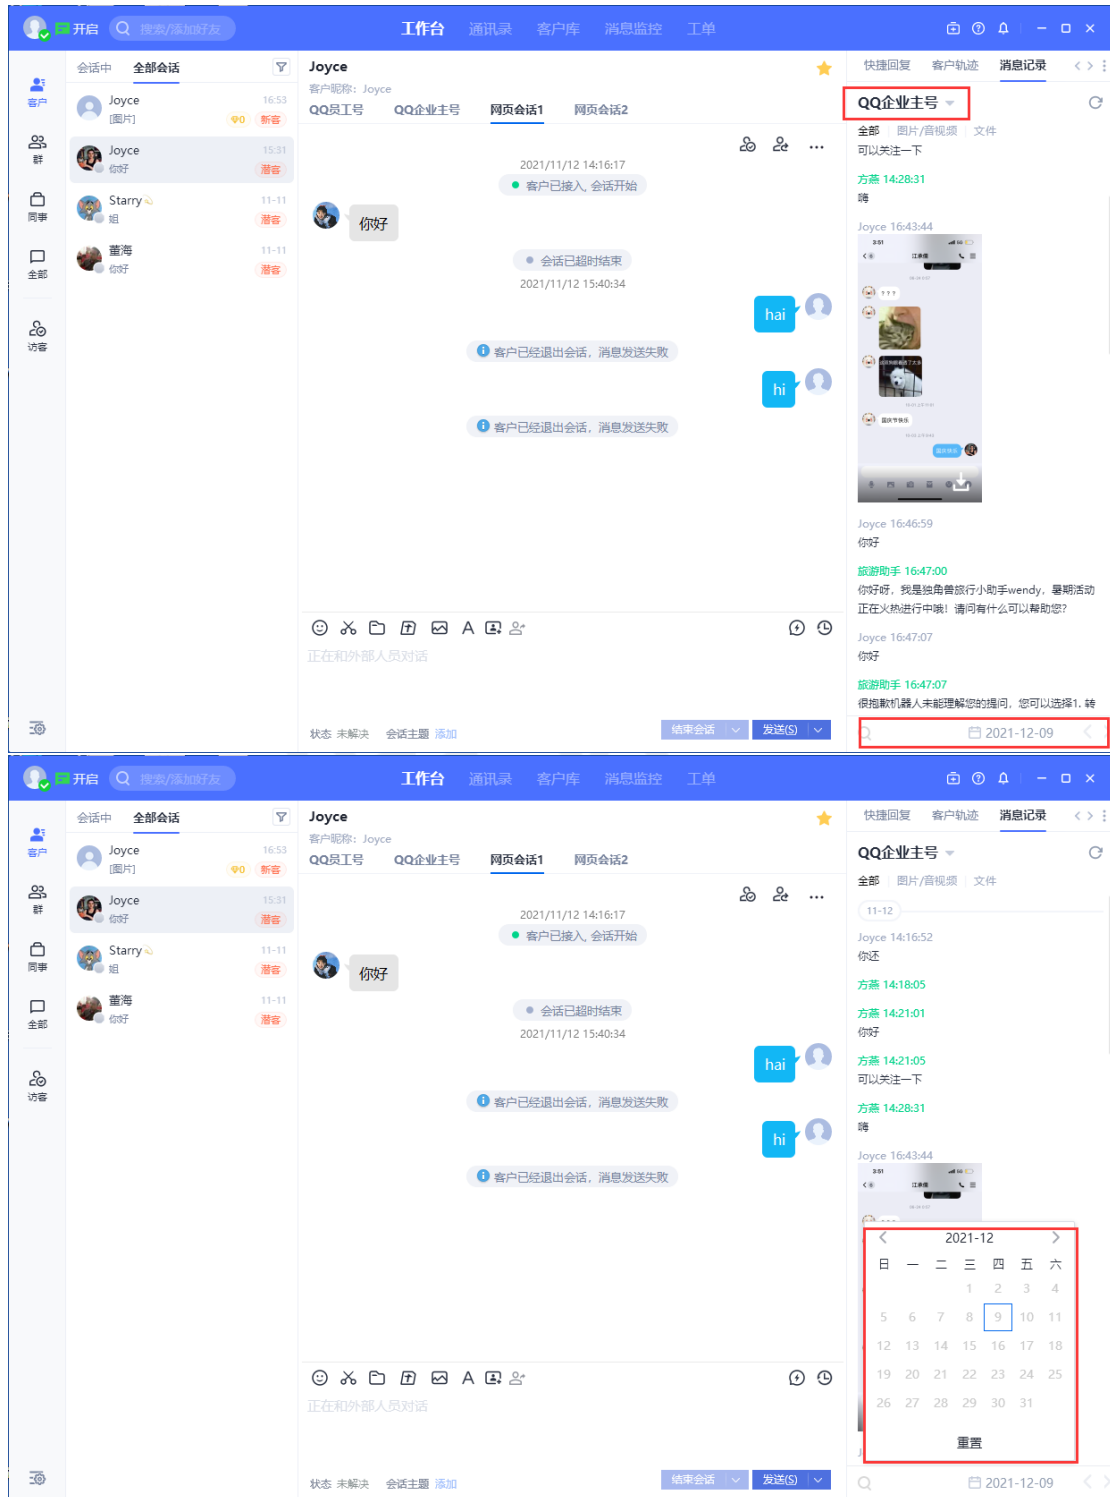 开启 搜索/添加好友 工作台 通讯录 客户库 消息监控 工单
客户
群
同事
全部
访客
会话中 全部会话
Joyce 16:53
[图片] 0 新客
Joyce 15:31
你好 潜客
Starry 11-11
姐 潜客
董海 11-11
你好 潜客
Joyce
客户昵称：Joyce
QQ员工号 QQ企业主号 网页会话1 网页会话2
2021/11/12 14:16:17
客户已接入, 会话开始
你好
会话已超时结束
2021/11/12 15:40:34
hai
客户已经退出会话，消息发送失败
hi
客户已经退出会话，消息发送失败
正在和外部人员对话
状态 未解决 会话主题 添加 结束会话 发送(S)
快捷回复 客户轨迹 消息记录
QQ企业主号
全部 图片/音视频 文件
可以关注一下
方燕 14:28:31
嗨
Joyce 16:43:44
3:51
? ? ?
国庆节快乐
Joyce 16:46:59
你好
旅游助手 16:47:00
你好呀，我是独角兽旅行小助手wendy，暑期活动
正在火热进行中哦！请问有什么可以帮助您？
Joyce 16:47:07
你好
旅游助手 16:47:07
很抱歉机器人未能理解您的提问，您可以选择1. 转
2021-12-09
开启 搜索/添加好友 工作台 通讯录 客户库 消息监控 工单
客户
群
同事
全部
访客
会话中 全部会话
Joyce 16:53
[图片] 0 新客
Joyce 15:31
你好 潜客
Starry 11-11
姐 潜客
董海 11-11
你好 潜客
Joyce
客户昵称：Joyce
QQ员工号 QQ企业主号 网页会话1 网页会话2
2021/11/12 14:16:17
客户已接入, 会话开始
你好
会话已超时结束
2021/11/12 15:40:34
hai
客户已经退出会话，消息发送失败
hi
客户已经退出会话，消息发送失败
正在和外部人员对话
状态 未解决 会话主题 添加 结束会话 发送(S)
快捷回复 客户轨迹 消息记录
QQ企业主号
全部 图片/音视频 文件
11-12
Joyce 14:16:52
你还
方燕 14:18:05
方燕 14:21:01
你好
方燕 14:21:05
可以关注一下
方燕 14:28:31
嗨
Joyce 16:43:44
3:51
2021-12
日 一 二 三 四 五 六
1 2 3 4
5 6 7 8 9 10 11
12 13 14 15 16 17 18
19 20 21 22 23 24 25
26 27 28 29 30 31
重置
2021-12-09